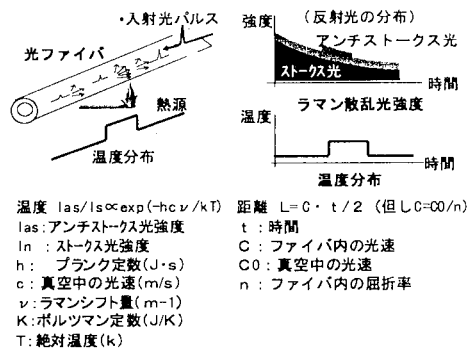 ・入射光パルス
光ファイバ
熱源
温度分布
強度
(反射光の分布)
アンチストークス光
ストークス光
時間
ラマン散乱光強度
温度
時間
温度分布
温度 Ias/Is∝exp(-hcν/kT)
Ias:アンチストークス光強度
In :ストークス光強度
h: プランク定数(J・s)
c:真空中の光速(m/s)
ν:ラマンシフト量(m-1)
K:ボルツマン定数(J/K)
T:絶対温度(k)
距離 L=C・t/2 (但しC=C0/n)
t:時間
C:ファイバ内の光速
C0:真空中の光速
n:ファイバ内の屈折率